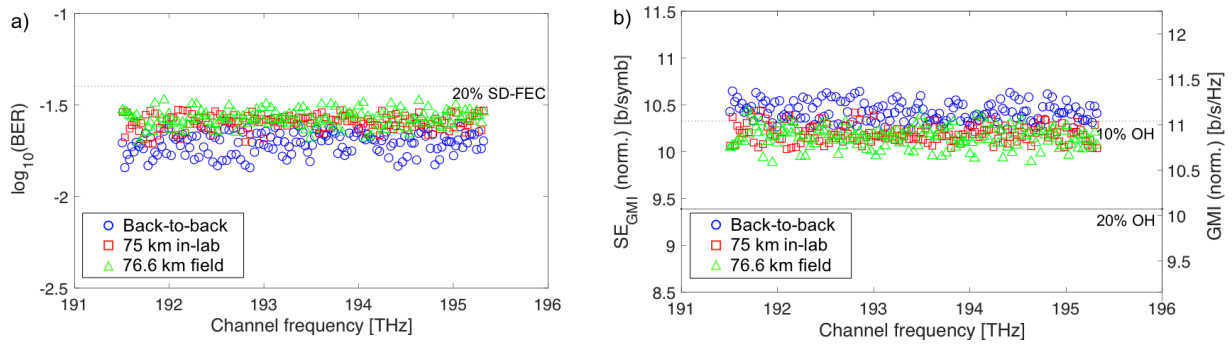 a)
-1
-1.5
-2
-2.5
log10(BER)
20% SD-FEC
Back-to-back
75 km in-lab
76.6 km field
191
192
193
194
195
196
Channel frequency [THz]
b)
11.5
11
10.5
10
9.5
9
8.5
SEGMI (norm.) [b/symb]
12
11.5
11
10.5
10
9.5
GMI (norm.) [b/s/Hz]
10% OH
20% OH
Back-to-back
75 km in-lab
76.6 km field
191
192
193
194
195
196
Channel frequency [THz]